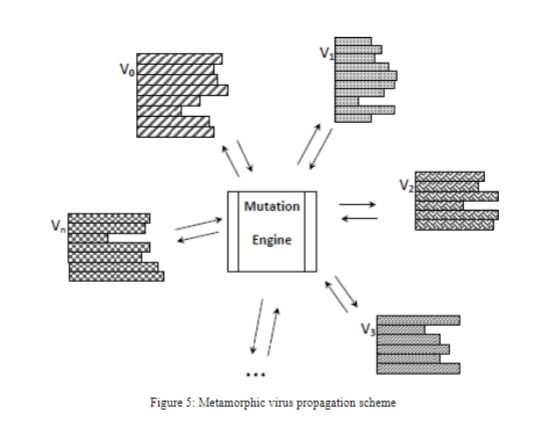 V0
V1
Mutation
Engine
V2
Vn
V3
...
Figure 5: Metamorphic virus propagation scheme